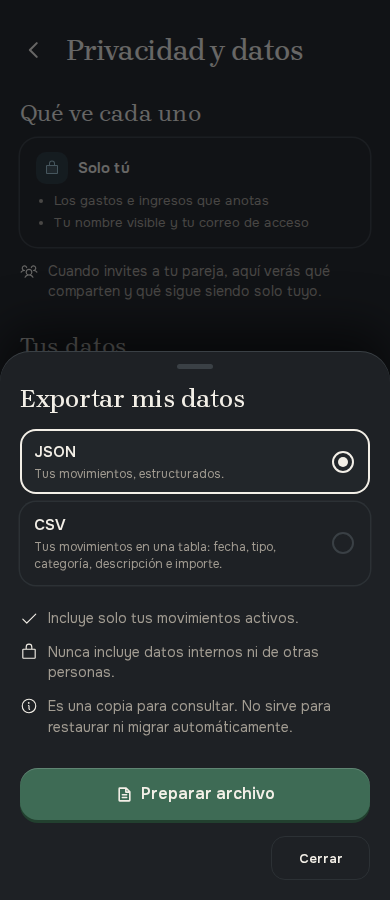 Privacidad y datos
Qué ve cada uno
Solo tú
• Los gastos e ingresos que anotas
• Tu nombre visible y tu correo de acceso
Cuando invites a tu pareja, aquí verás qué
comparten y qué sigue siendo solo tuyo.
Tus datos
Exportar mis datos
JSON
Tus movimientos, estructurados.
CSV
Tus movimientos en una tabla: fecha, tipo,
categoría, descripción e importe.
Incluye solo tus movimientos activos.
Nunca incluye datos internos ni de otras
personas.
Es una copia para consultar. No sirve para
restaurar ni migrar automáticamente.
Preparar archivo
Cerrar